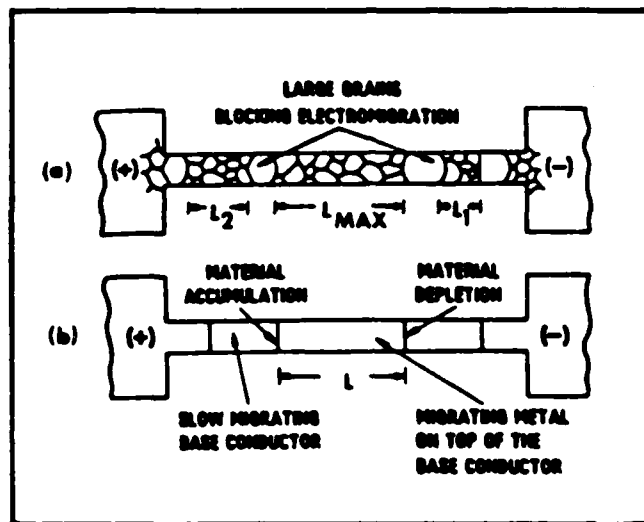 LARGE GRAINS
BLOCKING ELECTROMIGRATION
(a)
(+)
(-)
L2
L MAX
L1
MATERIAL
ACCUMULATION
MATERIAL
DEPLETION
(b)
(+)
(-)
L
SLOW MIGRATING
BASE CONDUCTOR
MIGRATING METAL
ON TOP OF THE
BASE CONDUCTOR